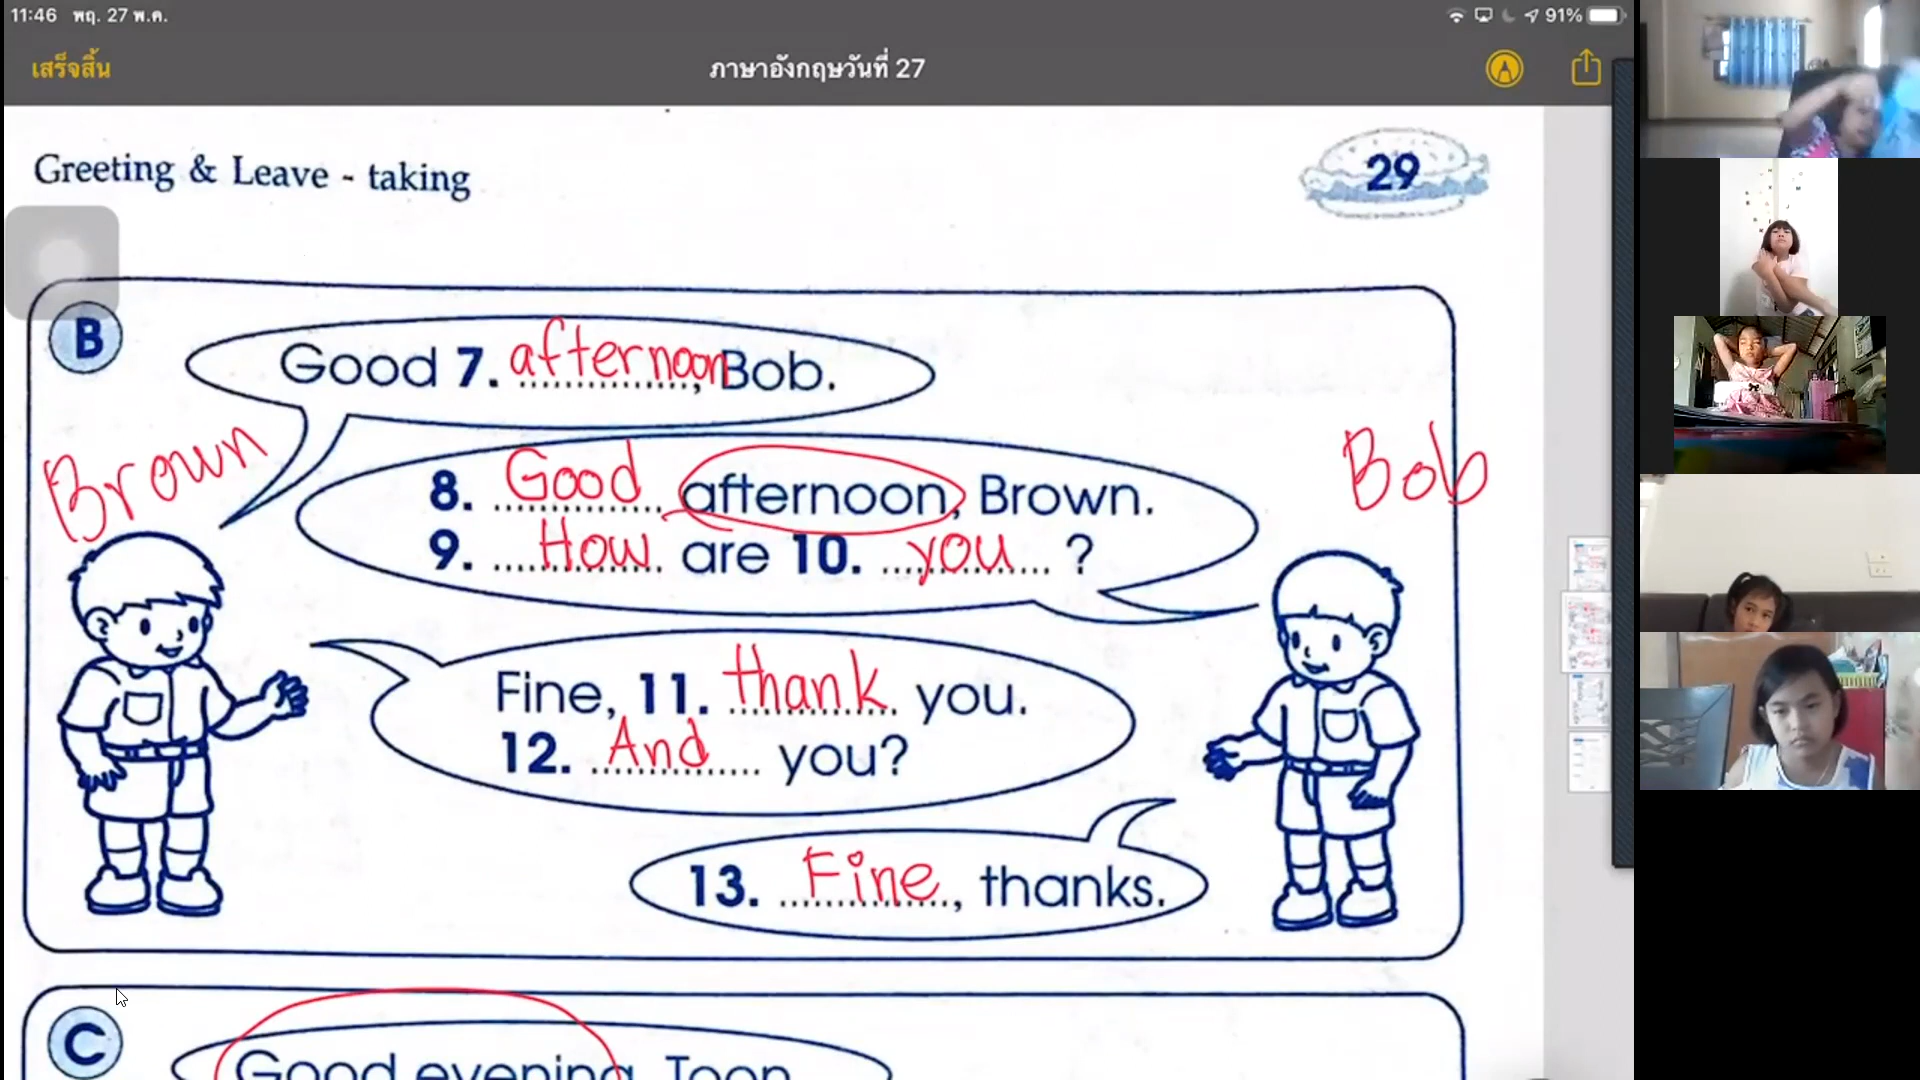 11:46 พฤ. 27 พ.ค.
91%
เสร็จสิ้น
ภาษาอังกฤษวันที่ 27
Greeting & Leave - taking
29
B
Good 7. afternoon, Bob.
Brown
Bob
8. Good afternoon, Brown.
9. How are 10. you ?
Fine, 11. thank you.
12. And you?
13. Fine, thanks.
C
Good evening, Toon